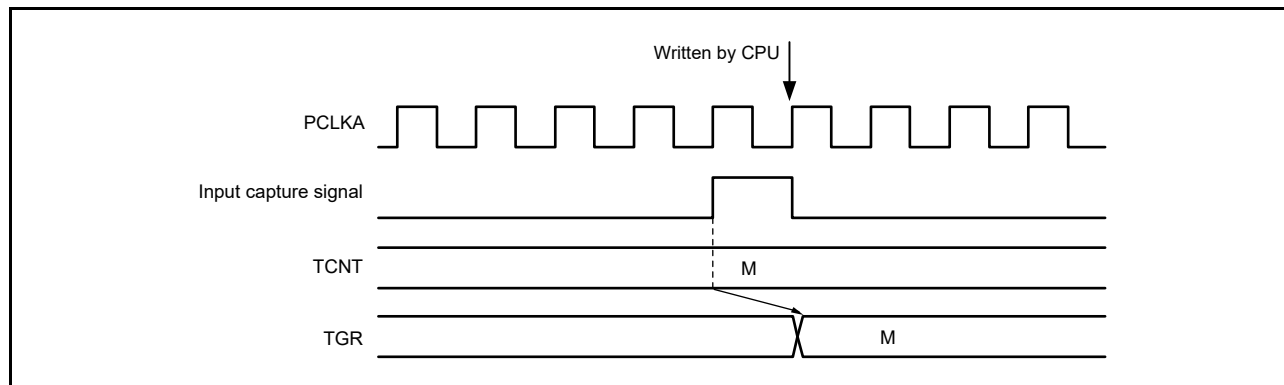 Written by CPU
PCLKA
Input capture signal
TCNT
M
TGR
M